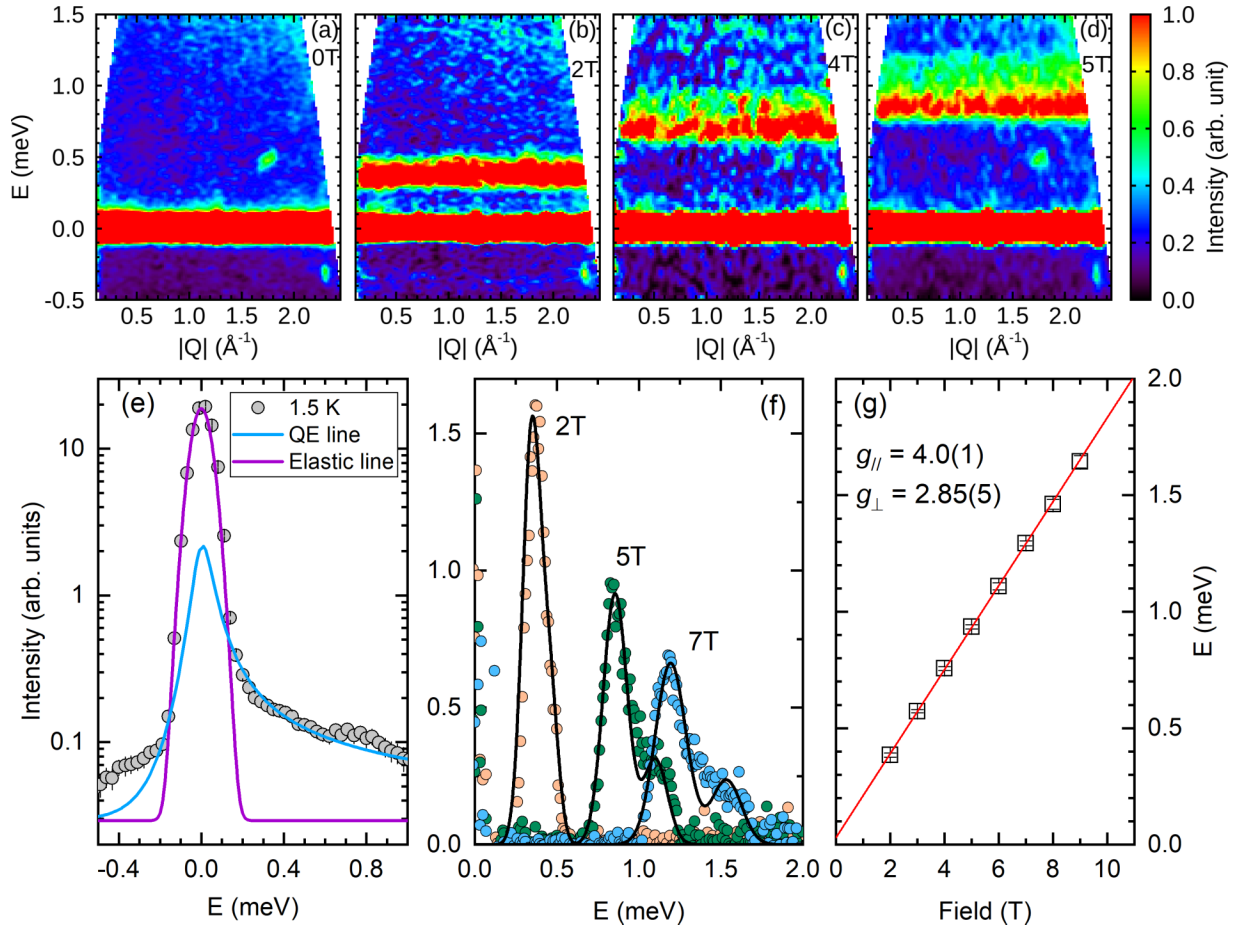 (a)
0T
(b)
2T
(c)
4T
(d)
5T
E (meV)
1.5
1.0
0.5
0.0
-0.5
0.5 1.0 1.5 2.0
0.5 1.0 1.5 2.0
0.5 1.0 1.5 2.0
0.5 1.0 1.5 2.0
|Q| (Å⁻¹)
|Q| (Å⁻¹)
|Q| (Å⁻¹)
|Q| (Å⁻¹)
1.0
0.8
0.6
0.4
0.2
0.0
Intensity (arb. unit)
(e)
1.5 K
QE line
Elastic line
Intensity (arb. units)
10
1
0.1
-0.4 0.0 0.4 0.8
E (meV)
(f)
2T
5T
7T
1.5
1.0
0.5
0.0
0.0 0.5 1.0 1.5 2.0
E (meV)
(g)
g// = 4.0(1)
g⊥ = 2.85(5)
2.0
1.5
1.0
0.5
0.0
E (meV)
0 2 4 6 8 10
Field (T)